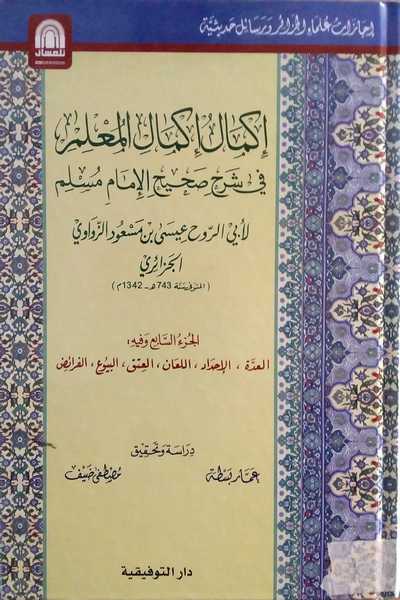 إجازات علماء الجزائر ورسائل حديثية
إكمال إكمال المعلم
في شرح صحيح الإمام مسلم
لأبي الروح عيسى بن مسعود الزواوي
الجزائري
(المتوفى سنة 743هـ - 1342م)
الجزء السابع وفيه:
العدة، الإحداد، اللعان، العتق، البيوع، الفرائض
دراسة وتحقيق
عمار بسطة
مصطفى ضيف
دار التوفيقية